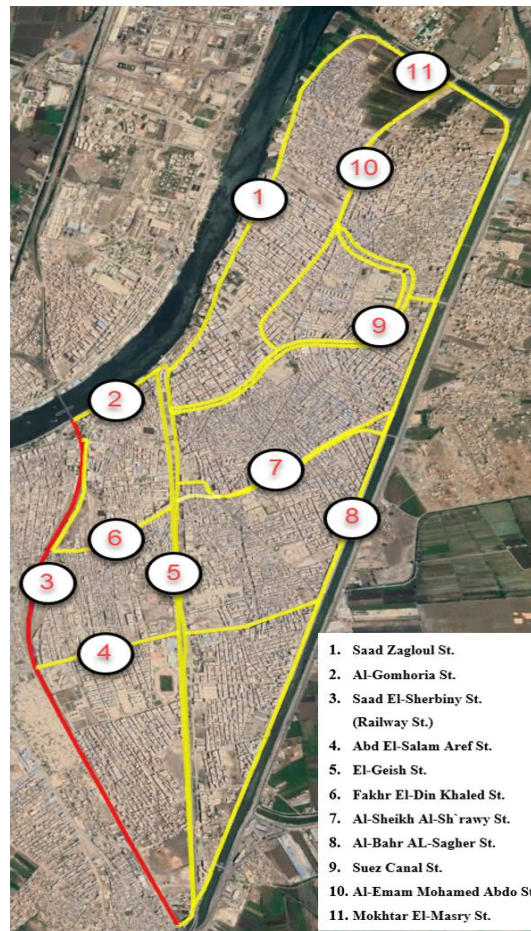 11
10
1
9
2
7
8
6
5
3
4
1. Saad Zagloul St.
2. Al-Gomhoria St.
3. Saad El-Sherbiny St.
(Railway St.)
4. Abd El-Salam Aref St.
5. El-Geish St.
6. Fakhr El-Din Khaled St.
7. Al-Sheikh Al-Sh`rawy St.
8. Al-Bahr AL-Sagher St.
9. Suez Canal St.
10. Al-Emam Mohamed Abdo St
11. Mokhtar El-Masry St.